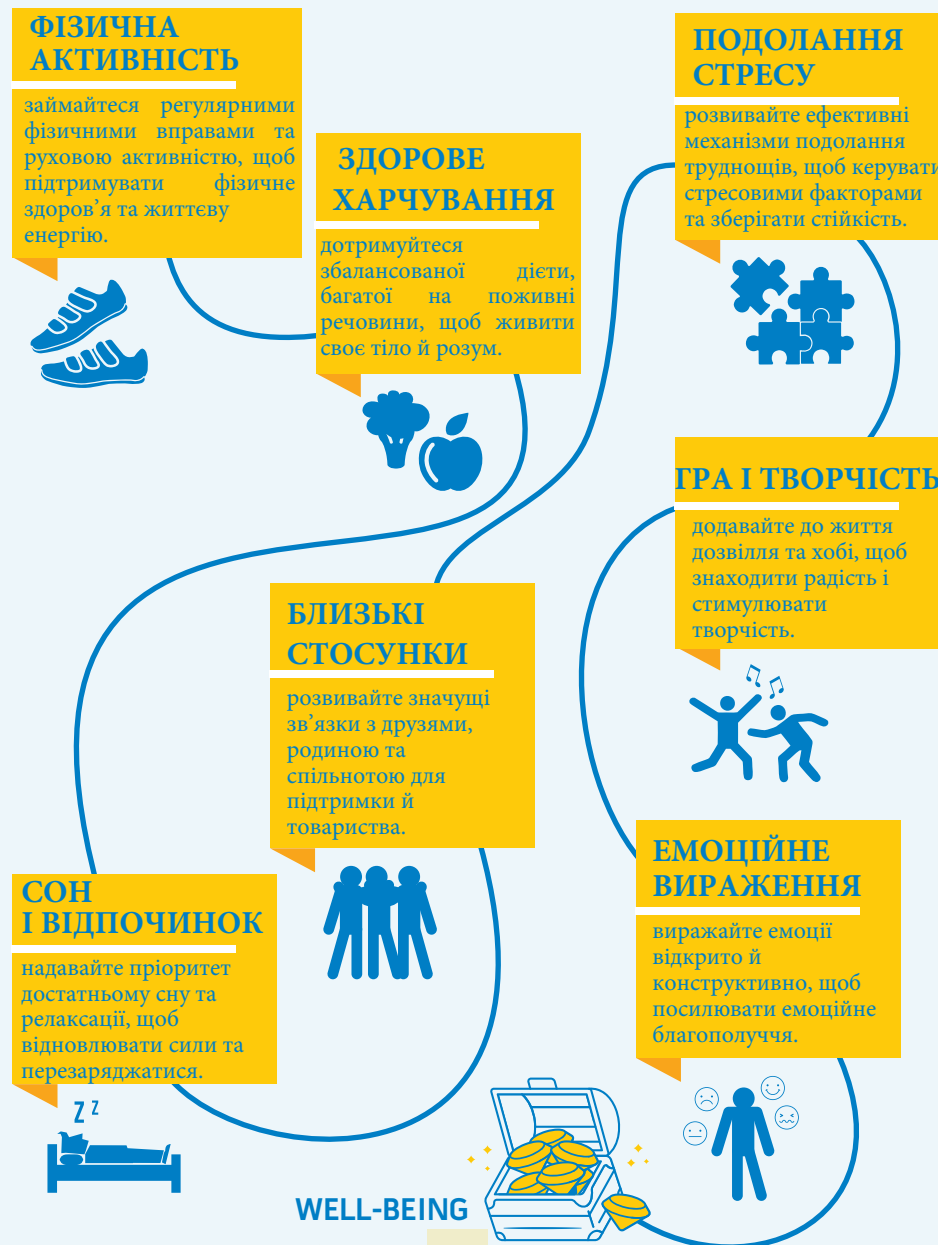 ФІЗИЧНА
АКТИВНІСТЬ
займайтеся регулярними
фізичними вправами та
руховою активністю, щоб
підтримувати фізичне
здоров'я та життєву
енергію.
ЗДОРОВЕ
ХАРЧУВАННЯ
дотримуйтеся
збалансованої дієти,
багатої на поживні
речовини, щоб живити
своє тіло й розум.
СОН
І ВІДПОЧИНОК
надавайте пріоритет
достатньому сну та
релаксації, щоб
відновлювати сили та
перезаряджатися.
Z Z
БЛИЗЬКІ
СТОСУНКИ
розвивайте значущі
зв'язки з друзями,
родиною та
спільнотою для
підтримки й
товариства.
ПОДОЛАННЯ
СТРЕСУ
розвивайте ефективні
механізми подолання
труднощів, щоб керувати
стресовими факторами
та зберігати стійкість.
ГРА І ТВОРЧІСТЬ
додавайте до життя
дозвілля та хобі, щоб
знаходити радість і
стимулювати
творчість.
ЕМОЦІЙНЕ
ВИРАЖЕННЯ
виражайте емоції
відкрито й
конструктивно, щоб
посилювати емоційне
благополуччя.
WELL-BEING